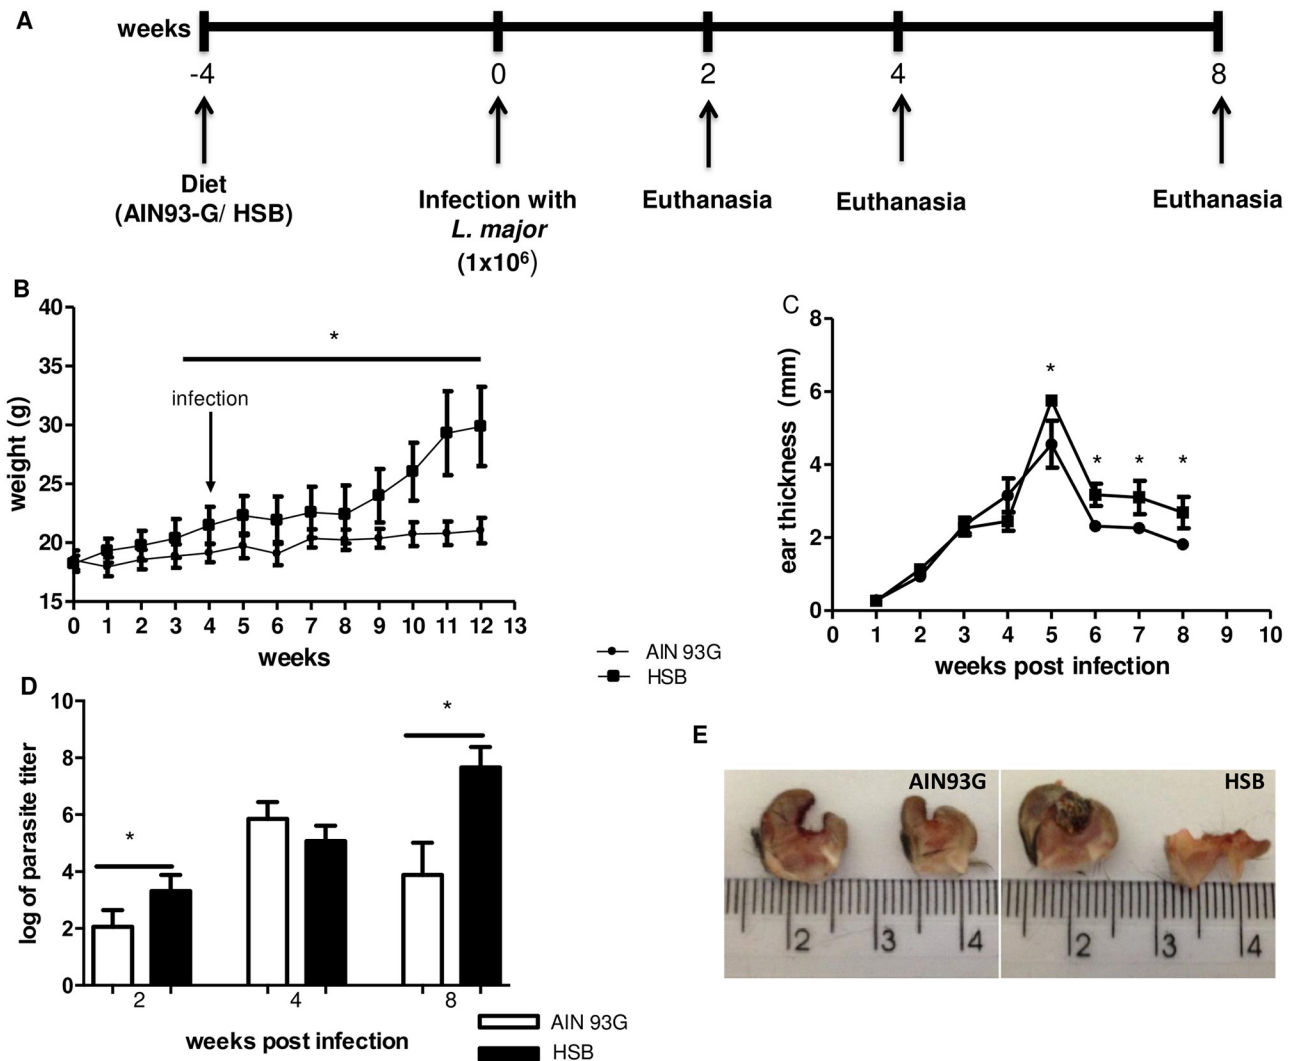 A
weeks
-4 0 2 4 8
Diet
(AIN93-G/ HSB)
Infection with
L. major
(1x10⁶)
Euthanasia
Euthanasia
Euthanasia
B
40
35
30
25
20
15
weight (g)
*
infection
0 1 2 3 4 5 6 7 8 9 10 11 12 13
weeks
AIN 93G
HSB
C
8
6
4
2
0
ear thickness (mm)
*
* * *
0 1 2 3 4 5 6 7 8 9 10
weeks post infection
D
10
8
6
4
2
0
log of parasite titer
*
*
2 4 8
weeks post infection
AIN 93G
HSB
E
AIN93G
HSB
2 3 4
2 3 4